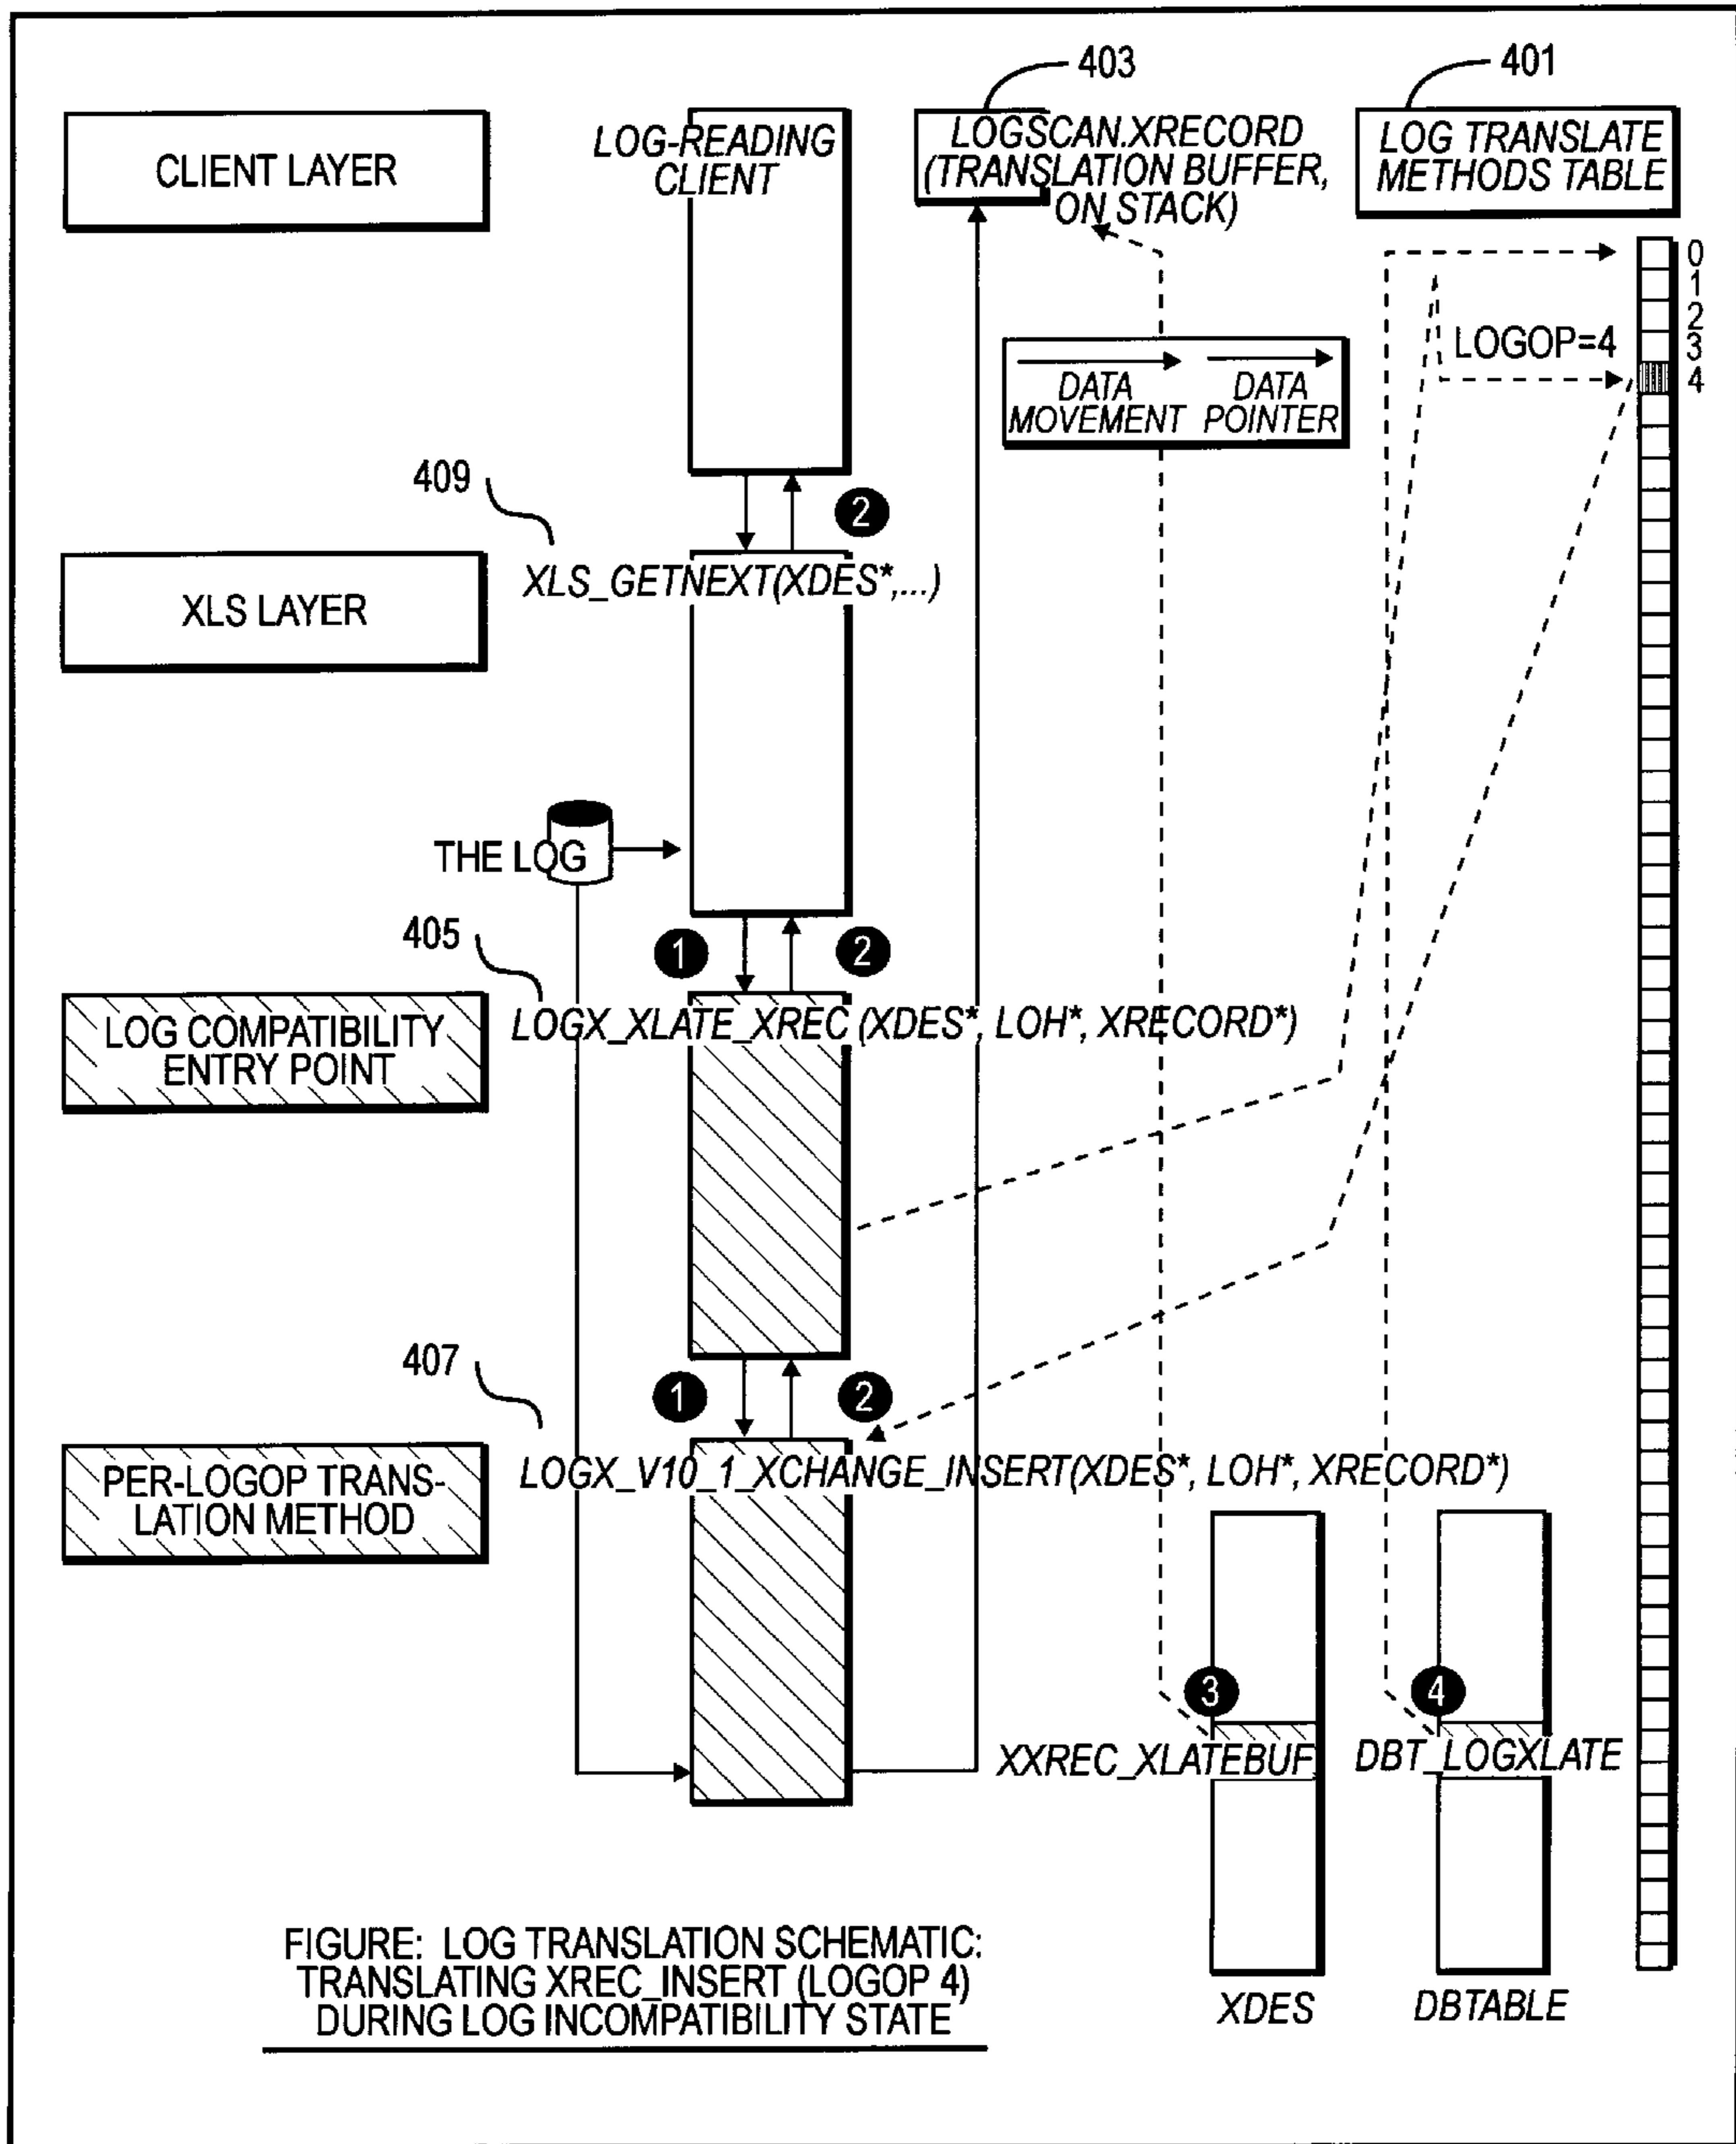 403
401
CLIENT LAYER
LOG-READING
CLIENT
LOGSCAN.XRECORD
(TRANSLATION BUFFER,
ON STACK)
LOG TRANSLATE
METHODS TABLE
0
1
2
3
4
LOGOP=4
DATA
MOVEMENT
DATA
POINTER
409
2
XLS_GETNEXT(XDES*,...)
XLS LAYER
THE LOG
405
1
2
LOG COMPATIBILITY
ENTRY POINT
LOGX_XLATE_XREC (XDES*, LOH*, XRECORD*)
407
1
2
PER-LOGOP TRANS-
LATION METHOD
LOGX_V10_1_XCHANGE_INSERT(XDES*, LOH*, XRECORD*)
3
4
XXREC_XLATEBUF
DBT_LOGXLATE
FIGURE: LOG TRANSLATION SCHEMATIC:
TRANSLATING XREC_INSERT (LOGOP 4)
DURING LOG INCOMPATIBILITY STATE
XDES
DBTABLE